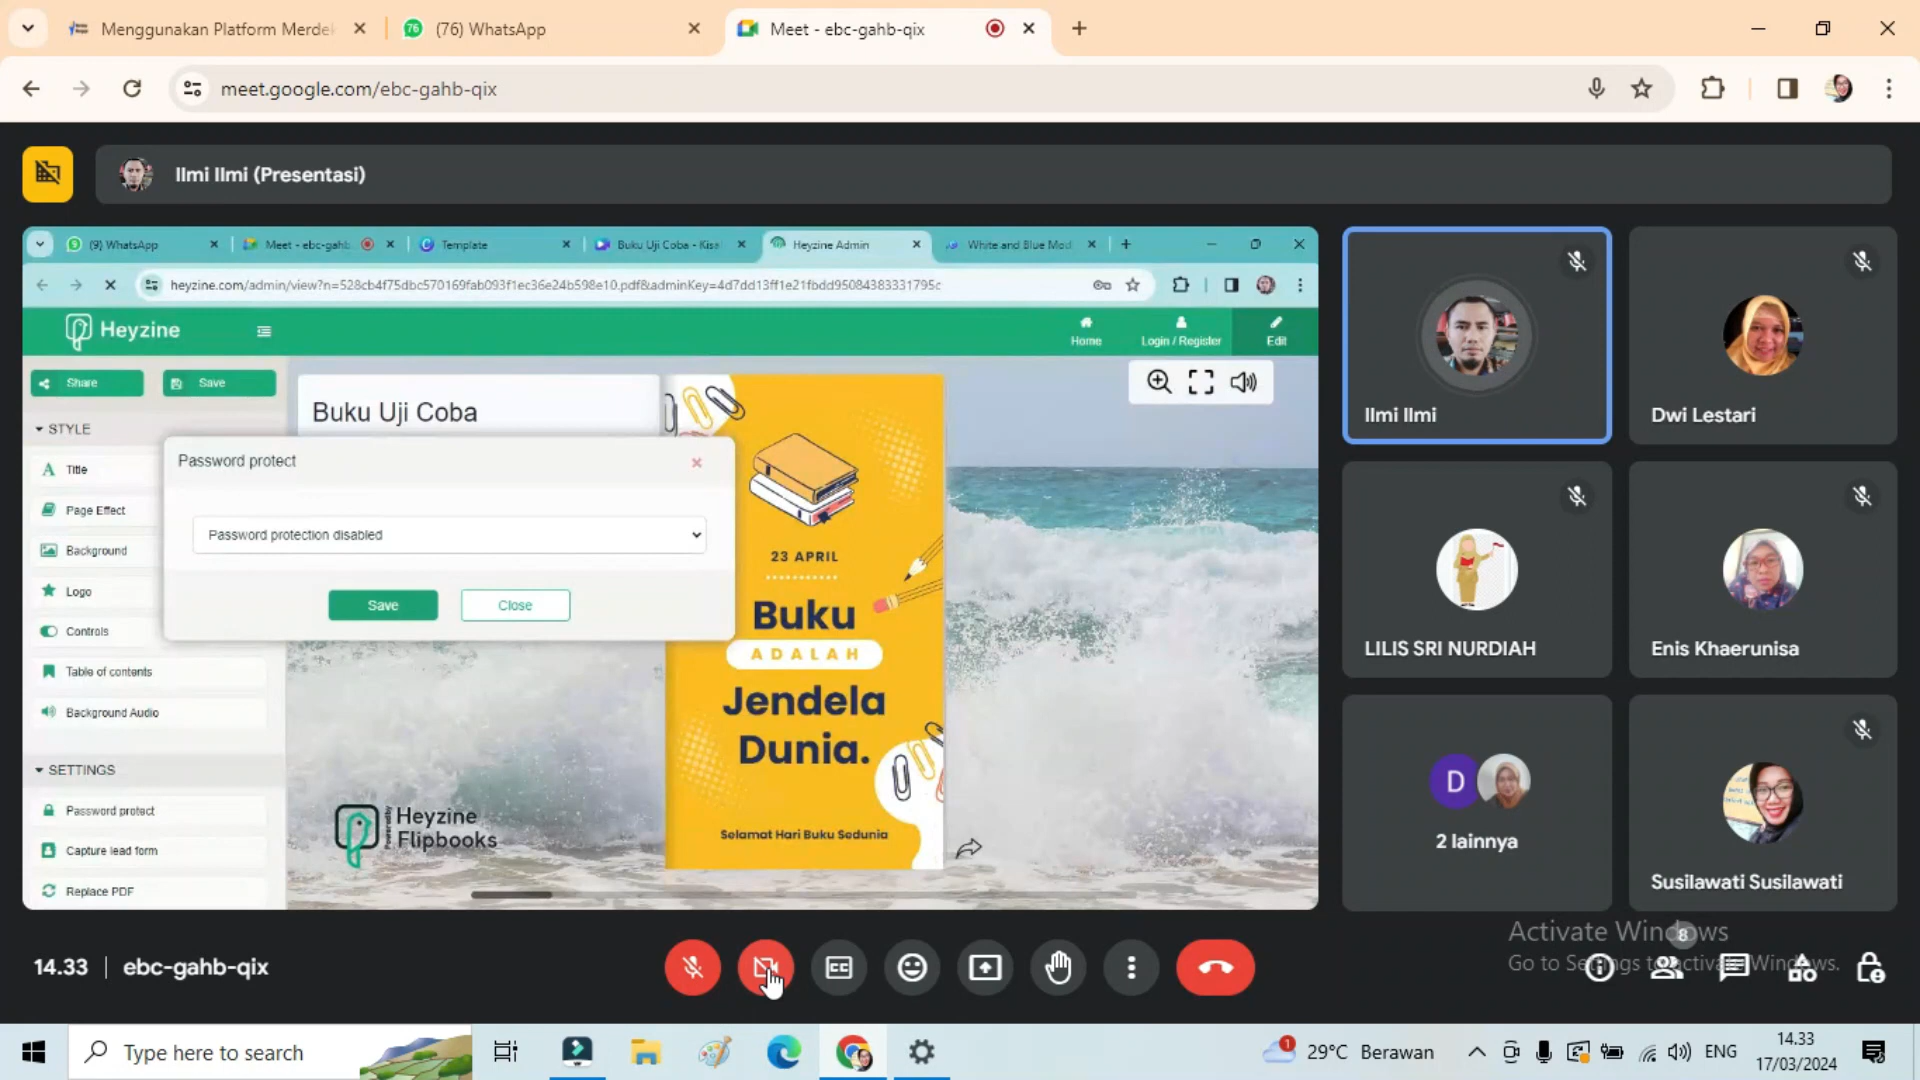 Menggunakan Platform Merdek
(76) WhatsApp
Meet - ebc-gahb-qix
meet.google.com/ebc-gahb-qix
Ilmi Ilmi (Presentasi)
(9) WhatsApp
Meet - ebc-gahb
Template
Buku Uji Coba - Kisa
Heyzine Admin
White and Blue Mod
heyzine.com/admin/view?n=528cb4f75dbc570169fab093f1ec36e24b598e10.pdf&adminKey=4d7dd13ff1e21fbdd95084383331795c
Heyzine
Home
Login / Register
Edit
Share
Save
STYLE
Title
Page Effect
Background
Logo
Controls
Table of contents
Background Audio
SETTINGS
Password protect
Capture lead form
Replace PDF
Buku Uji Coba
Password protect
Password protection disabled
Save
Close
23 APRIL
Buku
ADALAH
Jendela
Dunia.
Selamat Hari Buku Sedunia
Powered by
Heyzine
Flipbooks
Ilmi Ilmi
Dwi Lestari
LILIS SRI NURDIAH
Enis Khaerunisa
D
2 lainnya
Susilawati Susilawati
Activate Windows
Go to Settings to activate Windows.
8
14.33
ebc-gahb-qix
Type here to search
1
29°C Berawan
ENG
14.33
17/03/2024